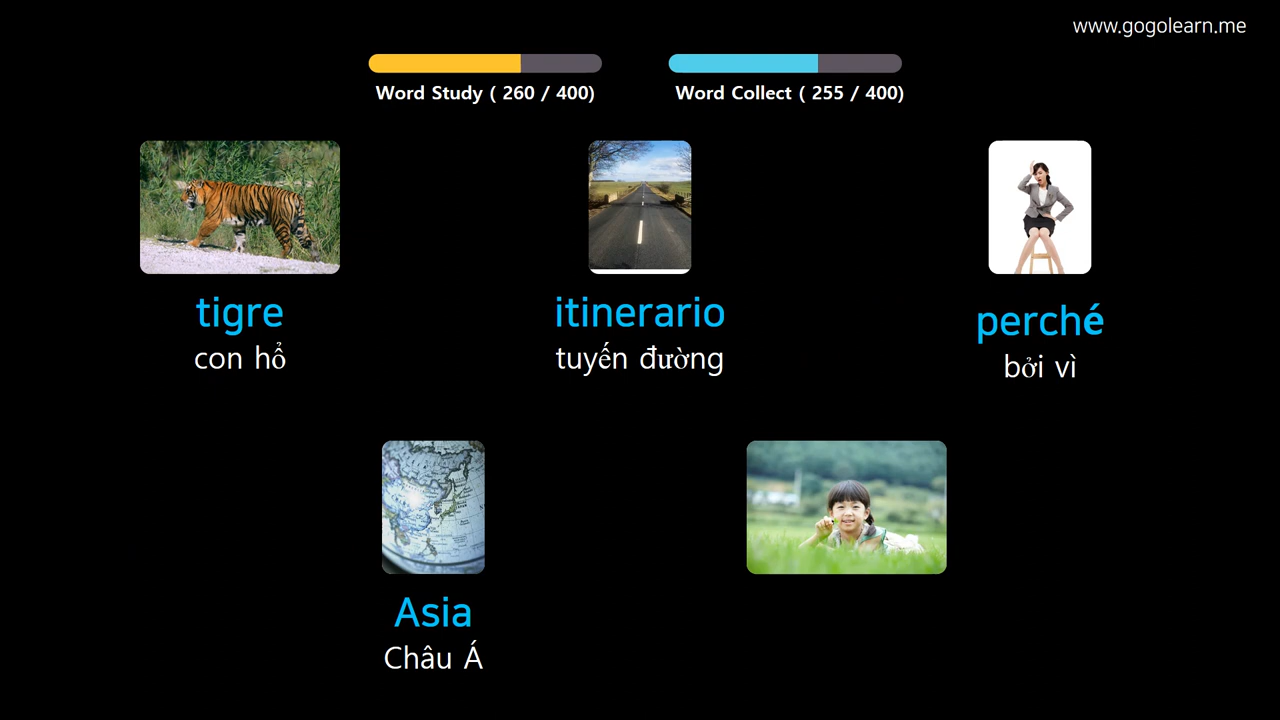 www.gogolearn.me
Word Study ( 260 / 400)
Word Collect ( 255 / 400)
tigre
con hổ
itinerario
tuyến đường
perché
bởi vì
Asia
Châu Á